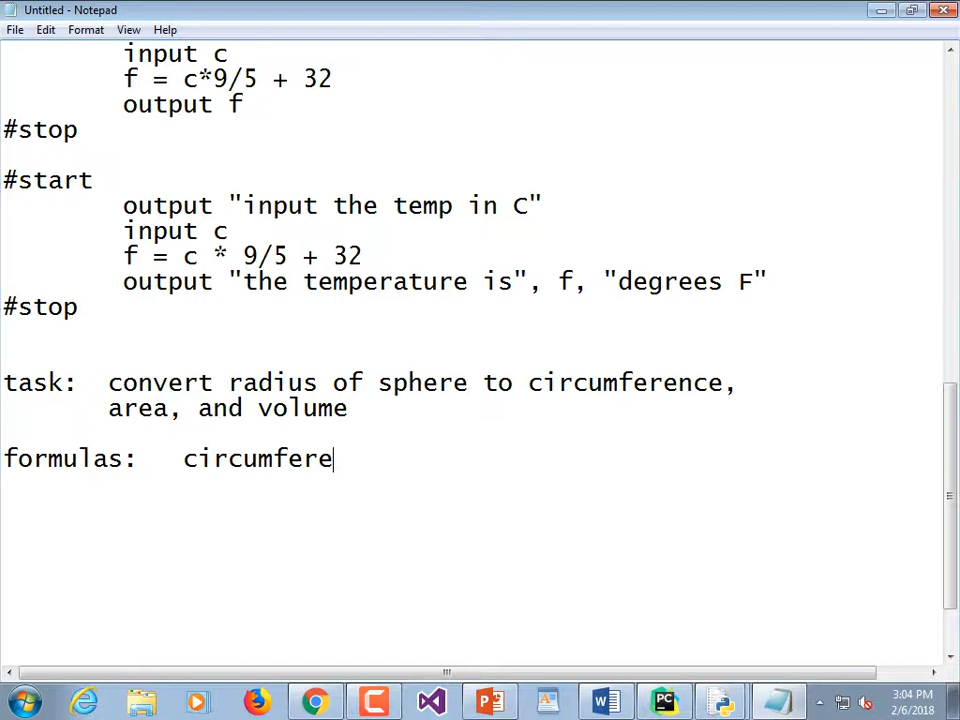 Untitled - Notepad
File Edit Format View Help
input c
f = c*9/5 + 32
output f
#stop
#start
output "input the temp in C"
input c
f = c * 9/5 + 32
output "the temperature is", f, "degrees F"
#stop
task: convert radius of sphere to circumference,
area, and volume
formulas: circumfere
3:04 PM
2/6/2018